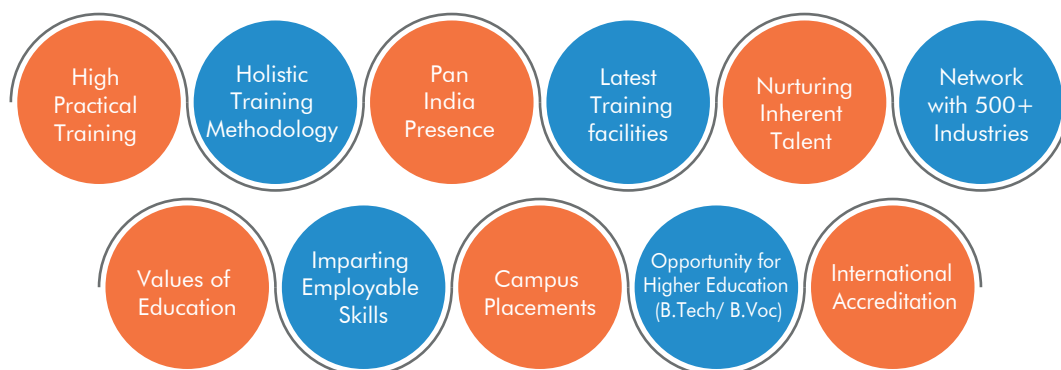 High
Practical
Training
Holistic
Training
Methodology
Pan
India
Presence
Latest
Training
facilities
Nurturing
Inherent
Talent
Network
with 500+
Industries
Values of
Education
Imparting
Employable
Skills
Campus
Placements
Opportunity for
Higher Education
(B.Tech/ B.Voc)
International
Accreditation